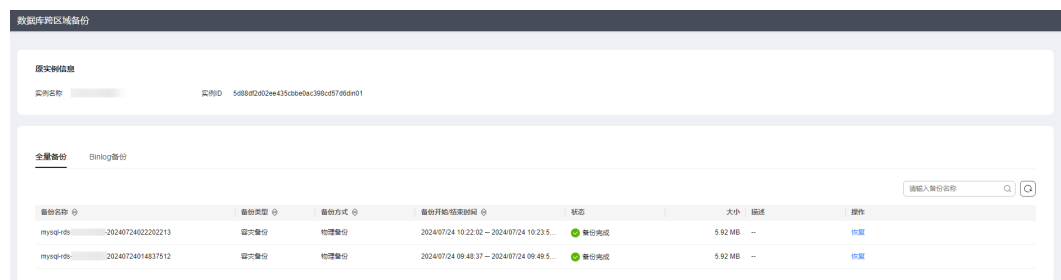 数据库跨区域备份
原实例信息
实例名称 实例ID 5d88df2d02ee435cbbe0ac398cd57d6din01
全量备份 Binlog备份
请输入备份名称
备份名称 备份类型 备份方式 备份开始/结束时间 状态 大小 描述 操作
mysql-rds -20240724022202213 容灾备份 物理备份 2024/07/24 10:22:02 -- 2024/07/24 10:23:5... 备份完成 5.92 MB -- 恢复
mysql-rds- 20240724014837512 容灾备份 物理备份 2024/07/24 09:48:37 -- 2024/07/24 09:49:5... 备份完成 5.92 MB -- 恢复